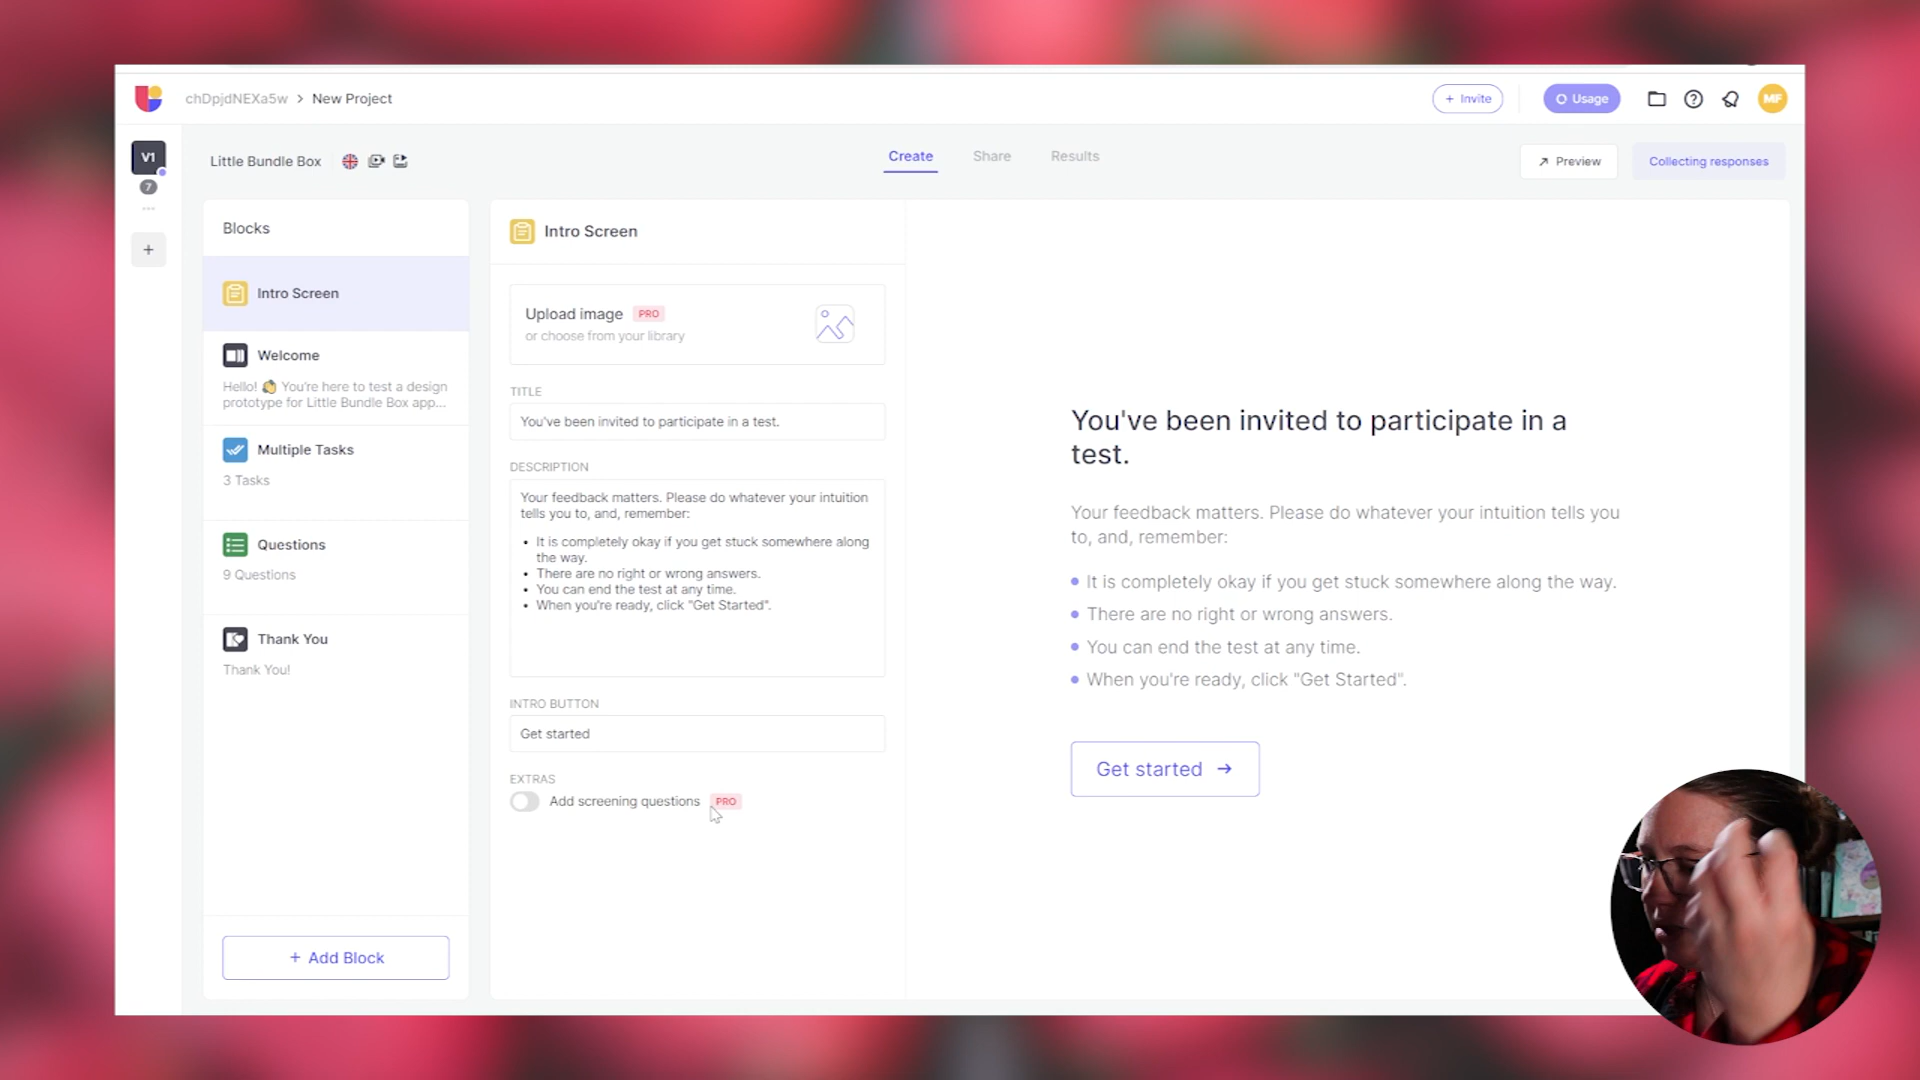 chDpjdNEXa5w > New Project
+ Invite
Usage
MF
V1
7
Little Bundle Box
Create
Share
Results
Preview
Collecting responses
Blocks
Intro Screen
Welcome
Hello! 👏 You're here to test a design
prototype for Little Bundle Box app...
Multiple Tasks
3 Tasks
Questions
9 Questions
Thank You
Thank You!
+ Add Block
Intro Screen
Upload image PRO
or choose from your library
TITLE
You've been invited to participate in a test.
DESCRIPTION
Your feedback matters. Please do whatever your intuition
tells you to, and, remember:
• It is completely okay if you get stuck somewhere along
the way.
• There are no right or wrong answers.
• You can end the test at any time.
• When you're ready, click "Get Started".
INTRO BUTTON
Get started
EXTRAS
Add screening questions PRO
You've been invited to participate in a
test.
Your feedback matters. Please do whatever your intuition tells you
to, and, remember:
• It is completely okay if you get stuck somewhere along the way.
• There are no right or wrong answers.
• You can end the test at any time.
• When you're ready, click "Get Started".
Get started →